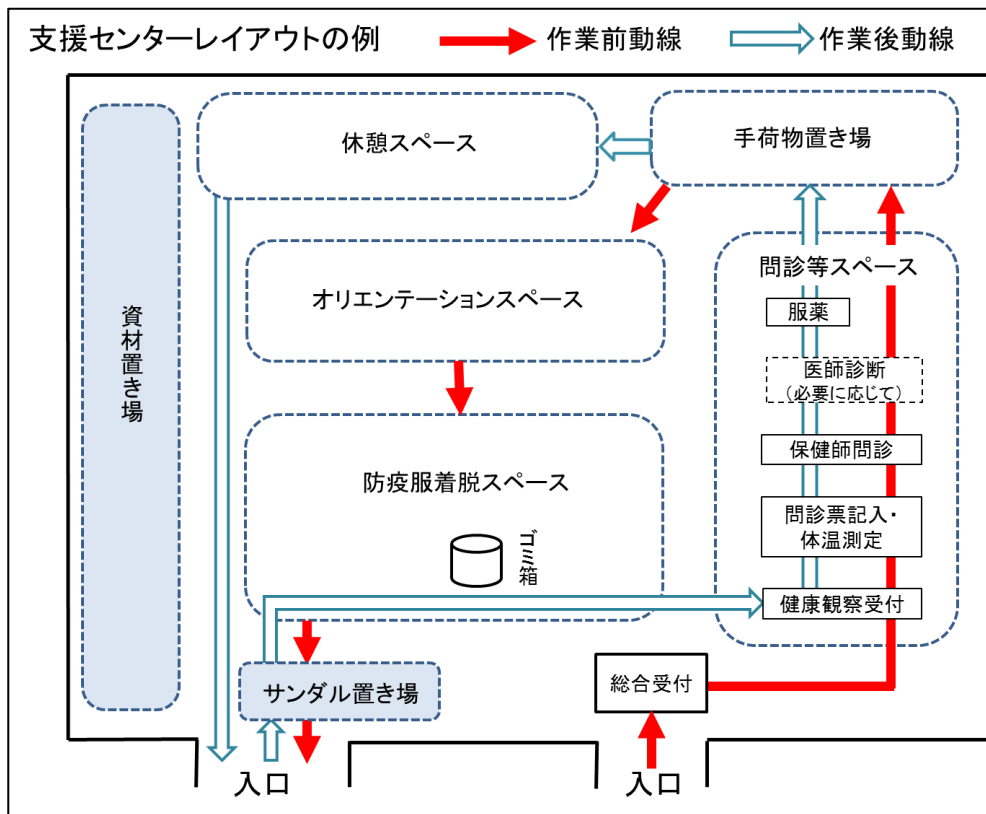 支援センターレイアウトの例
作業前動線
作業後動線
休憩スペース
手荷物置き場
オリエンテーションスペース
問診等スペース
服薬
医師診断
（必要に応じて）
保健師問診
問診票記入・
体温測定
健康観察受付
資材置き場
防疫服着脱スペース
ゴミ箱
サンダル置き場
総合受付
入口
入口